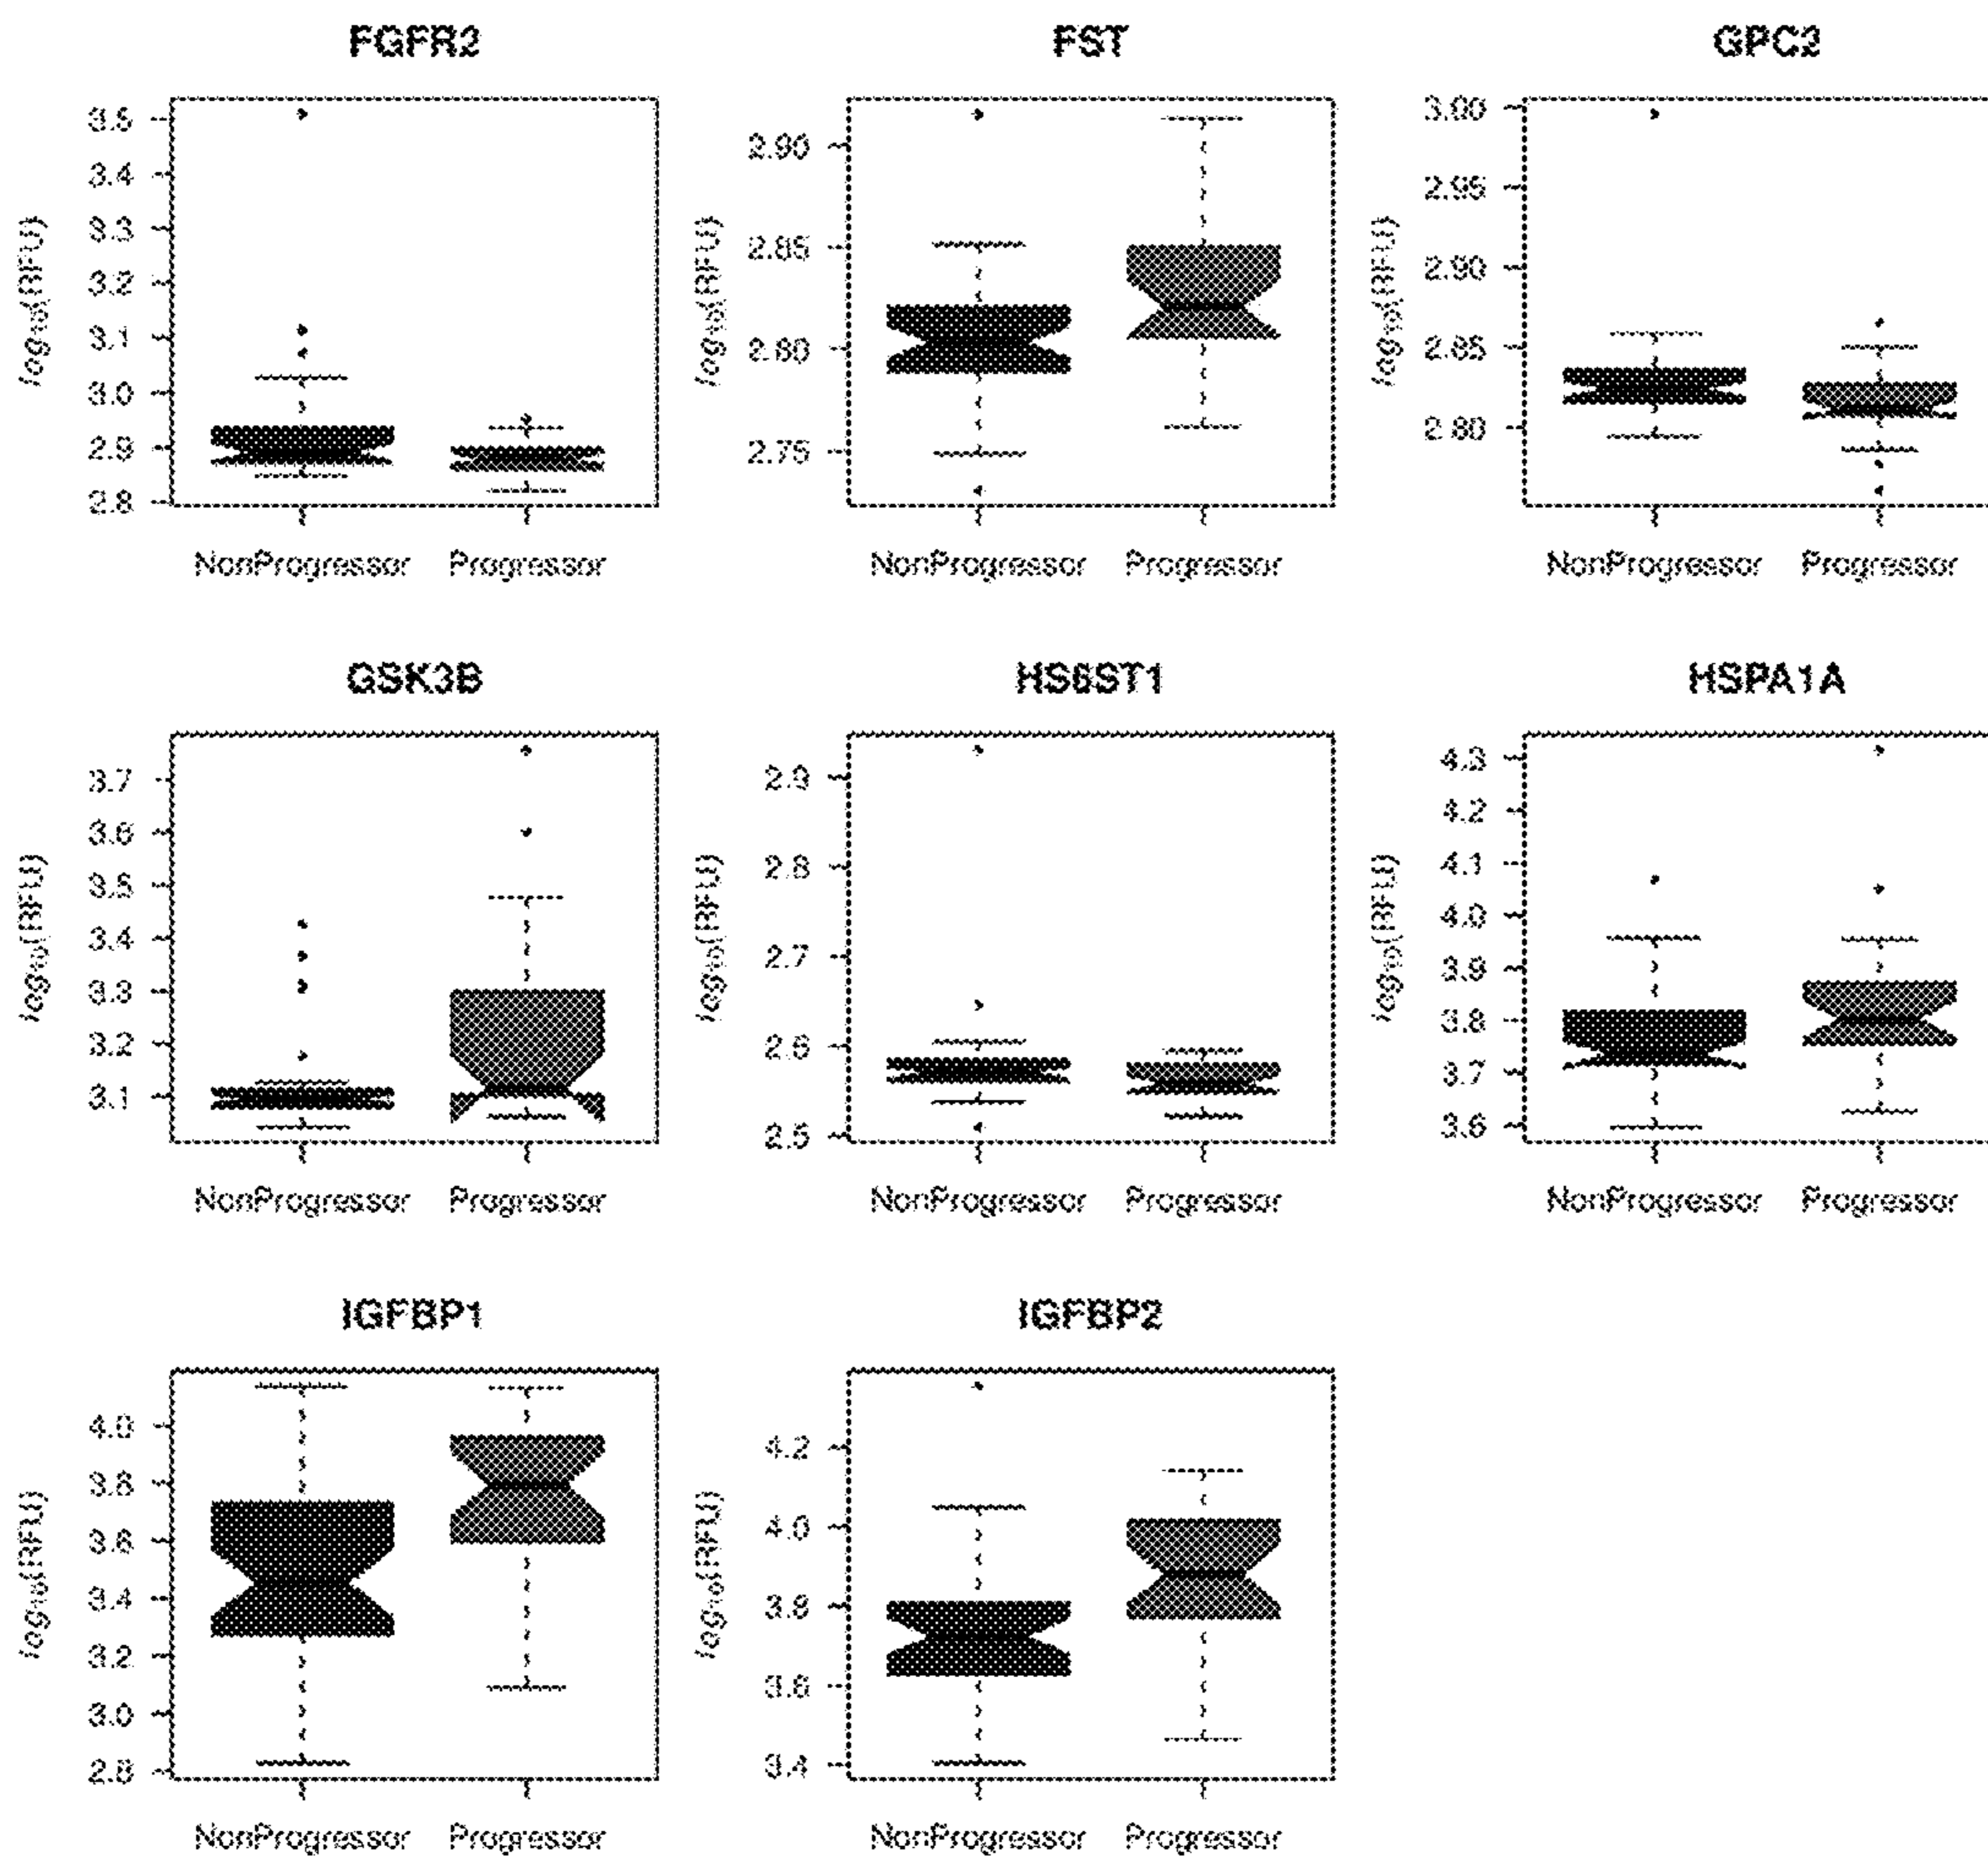 FGFR2
FST
GPC2
log10(RFU)
3.5
3.4
3.3
3.2
3.1
3.0
2.9
2.8
NonProgressor
Progressor
log10(RFU)
2.90
2.85
2.80
2.75
NonProgressor
Progressor
log10(RFU)
3.00
2.95
2.90
2.85
2.80
NonProgressor
Progressor
GSK3B
HS6ST1
HSPA1A
log10(RFU)
3.7
3.6
3.5
3.4
3.3
3.2
3.1
NonProgressor
Progressor
log10(RFU)
2.9
2.8
2.7
2.6
2.5
NonProgressor
Progressor
log10(RFU)
4.3
4.2
4.1
4.0
3.9
3.8
3.7
3.6
NonProgressor
Progressor
IGFBP1
IGFBP2
log10(RFU)
4.0
3.8
3.6
3.4
3.2
3.0
2.8
NonProgressor
Progressor
log10(RFU)
4.2
4.0
3.8
3.6
3.4
NonProgressor
Progressor